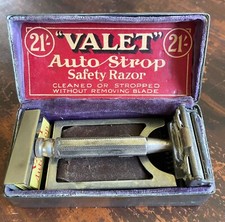 21/-
"VALET"
21/-
Auto Strop
Safety Razor
CLEANED OR STROPPED
WITHOUT REMOVING BLADE